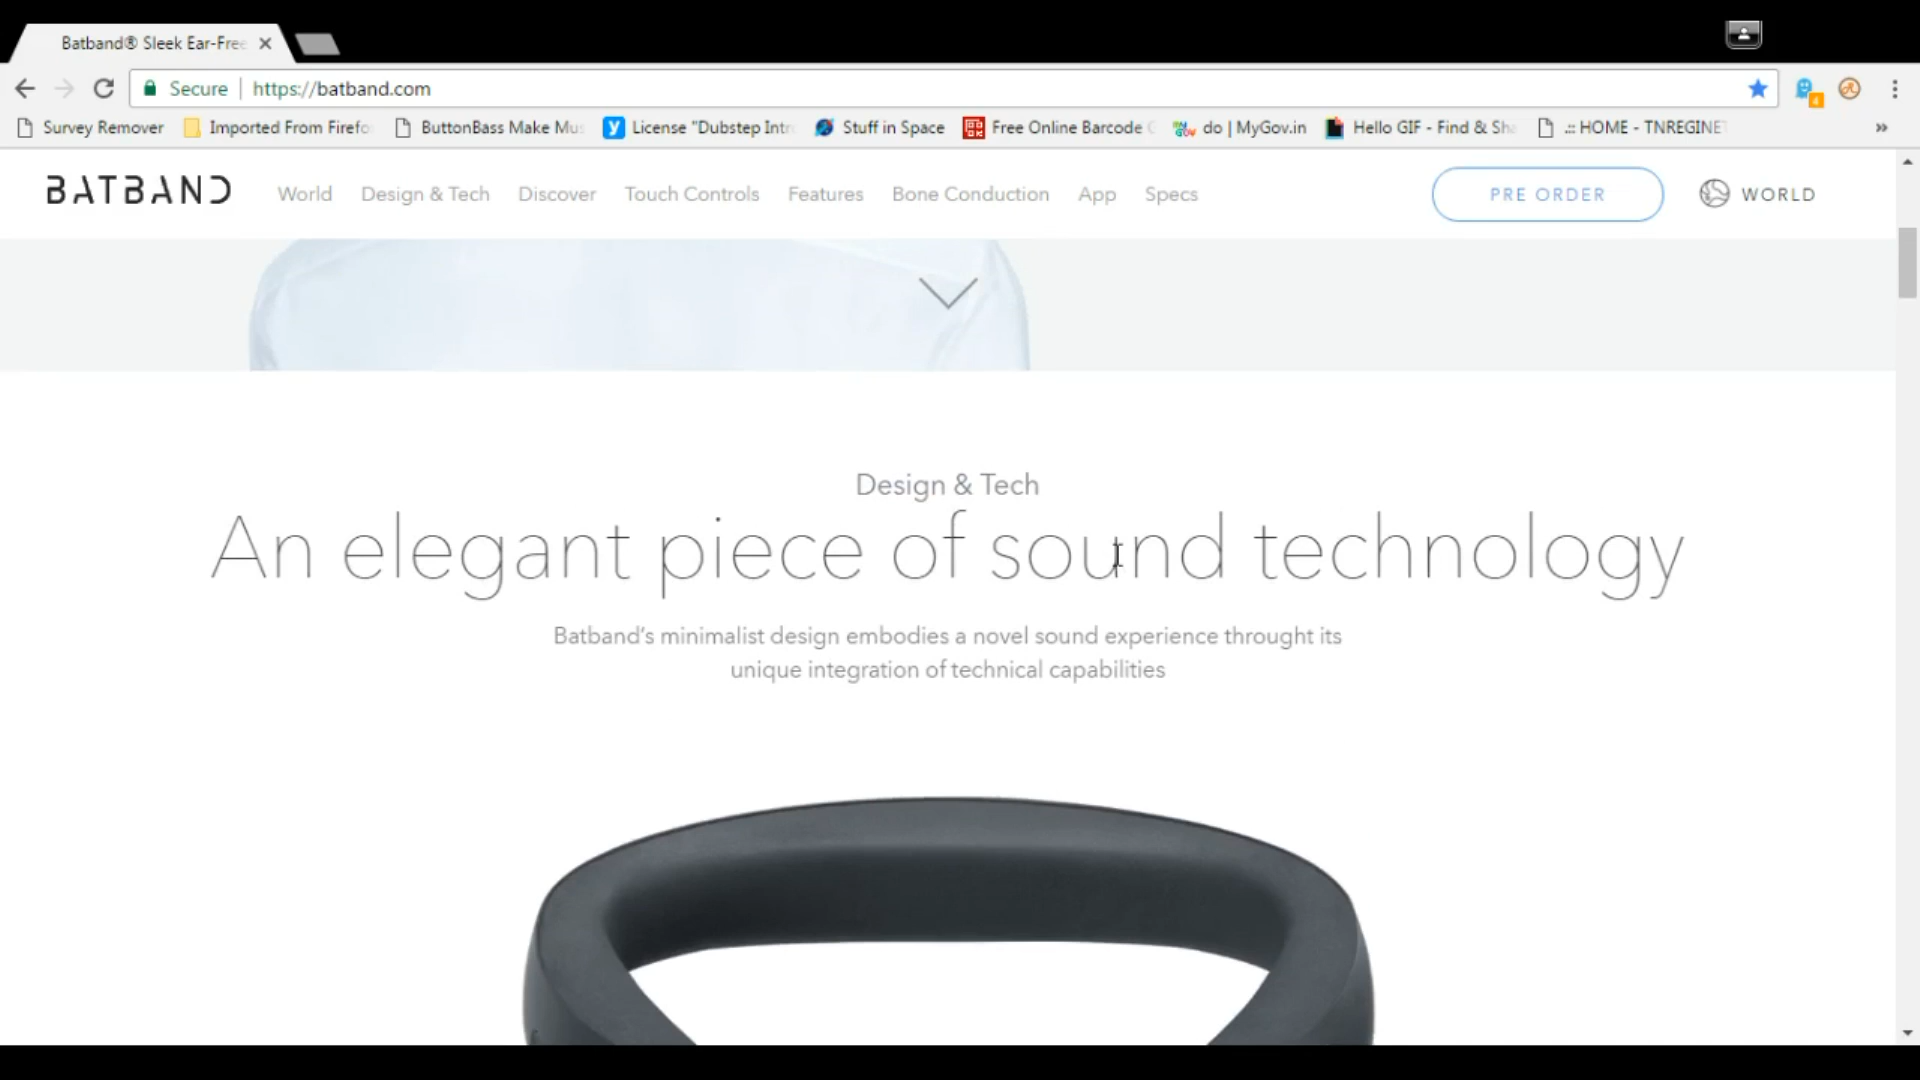 Batband® Sleek Ear-Free
Secure https://batband.com
Survey Remover Imported From Firefo ButtonBass Make Mus License "Dubstep Intr Stuff in Space Free Online Barcode G do | MyGov.in Hello GIF - Find & Sha .:: HOME - TNREGINET
BATBAND World Design & Tech Discover Touch Controls Features Bone Conduction App Specs PRE ORDER WORLD
Design & Tech
An elegant piece of sound technology
Batband's minimalist design embodies a novel sound experience throught its
unique integration of technical capabilities